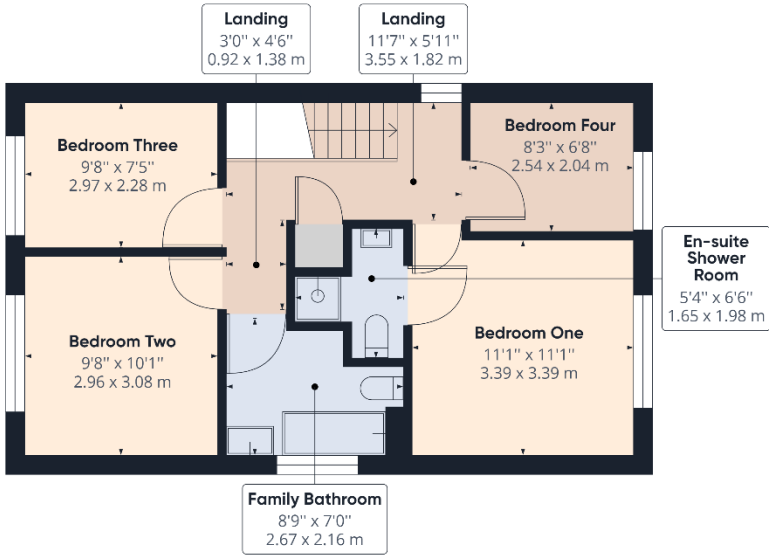 Landing
3'0" x 4'6"
0.92 x 1.38 m
Landing
11'7" x 5'11"
3.55 x 1.82 m
Bedroom Three
9'8" x 7'5"
2.97 x 2.28 m
Bedroom Four
8'3" x 6'8"
2.54 x 2.04 m
En-suite
Shower
Room
5'4" x 6'6"
1.65 x 1.98 m
Bedroom Two
9'8" x 10'1"
2.96 x 3.08 m
Bedroom One
11'1" x 11'1"
3.39 x 3.39 m
Family Bathroom
8'9" x 7'0"
2.67 x 2.16 m